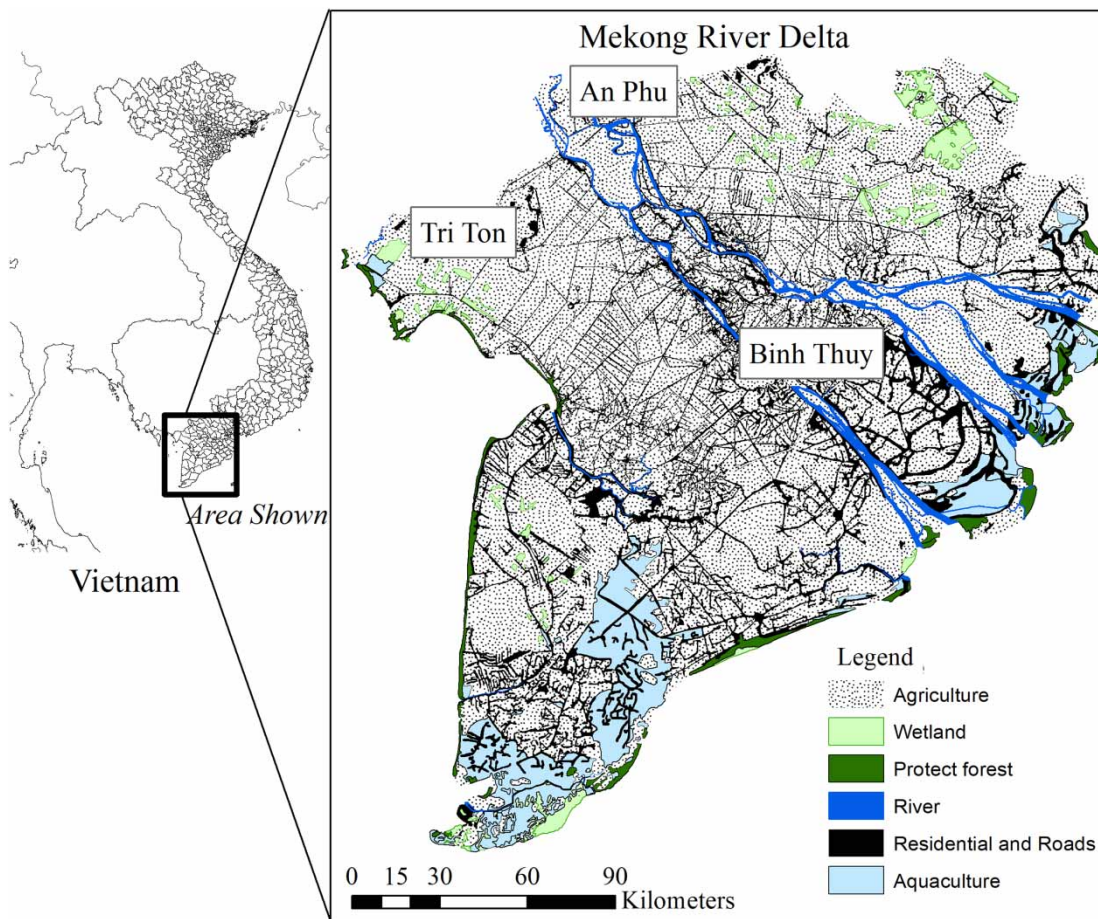 Mekong River Delta
An Phu
Tri Ton
Binh Thuy
Area Shown
Vietnam
Legend
Agriculture
Wetland
Protect forest
River
Residential and Roads
Aquaculture
0 15 30 60 90
Kilometers